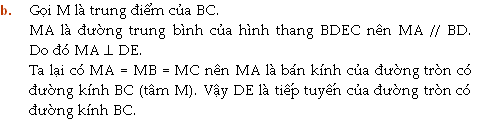 b. Gọi M là trung điểm của BC.
MA là đường trung bình của hình thang BDEC nên MA // BD.
Do đó MA ⊥ DE.
Ta lại có MA = MB = MC nên MA là bán kính của đường tròn có
đường kính BC (tâm M). Vậy DE là tiếp tuyến của đường tròn có
đường kính BC.